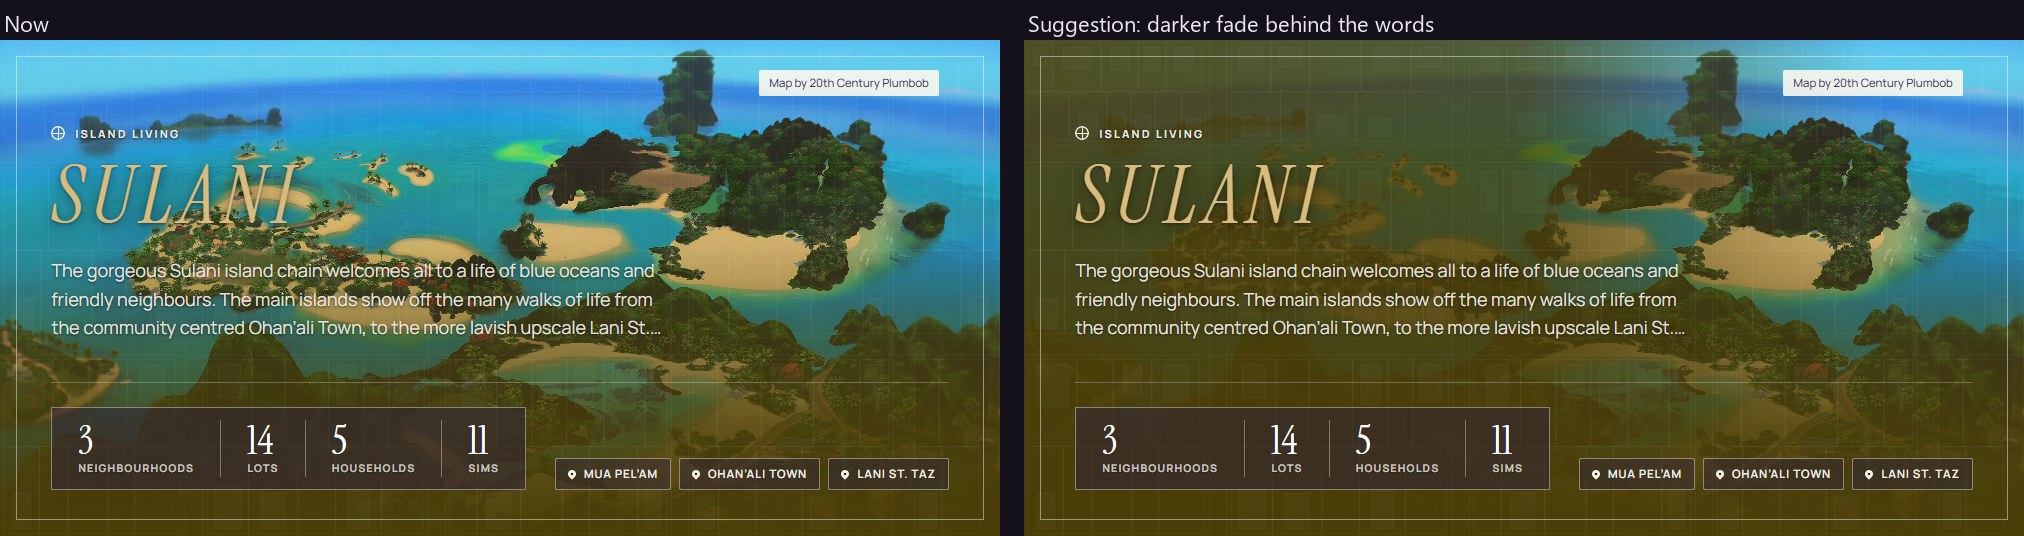 Now
Map by 20th Century Plumbob
ISLAND LIVING
SULANI
The gorgeous Sulani island chain welcomes all to a life of blue oceans and
friendly neighbours. The main islands show off the many walks of life from
the community centred Ohan'ali Town, to the more lavish upscale Lani St....
3
NEIGHBOURHOODS
14
LOTS
5
HOUSEHOLDS
11
SIMS
MUA PEL'AM
OHAN'ALI TOWN
LANI ST. TAZ
Suggestion: darker fade behind the words
Map by 20th Century Plumbob
ISLAND LIVING
SULANI
The gorgeous Sulani island chain welcomes all to a life of blue oceans and
friendly neighbours. The main islands show off the many walks of life from
the community centred Ohan'ali Town, to the more lavish upscale Lani St....
3
NEIGHBOURHOODS
14
LOTS
5
HOUSEHOLDS
11
SIMS
MUA PEL'AM
OHAN'ALI TOWN
LANI ST. TAZ